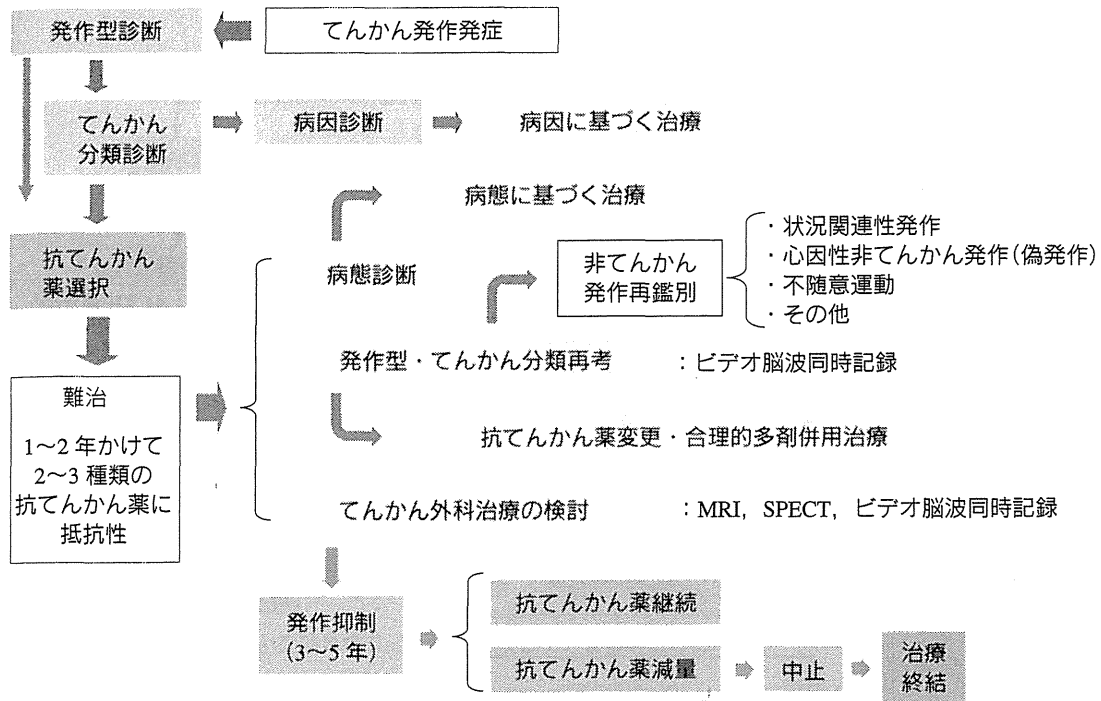 発作型診断
てんかん発作発症
てんかん
分類診断
病因診断
病因に基づく治療
病態に基づく治療
抗てんかん
薬選択
病態診断
非てんかん
発作再鑑別
・状況関連性発作
・心因性非てんかん発作(偽発作)
・不随意運動
・その他
発作型・てんかん分類再考
：ビデオ脳波同時記録
難治
1〜2 年かけて
2〜3 種類の
抗てんかん薬に
抵抗性
抗てんかん薬変更・合理的多剤併用治療
てんかん外科治療の検討
：MRI, SPECT, ビデオ脳波同時記録
発作抑制
(3〜5 年)
抗てんかん薬継続
抗てんかん薬減量
中止
治療
終結